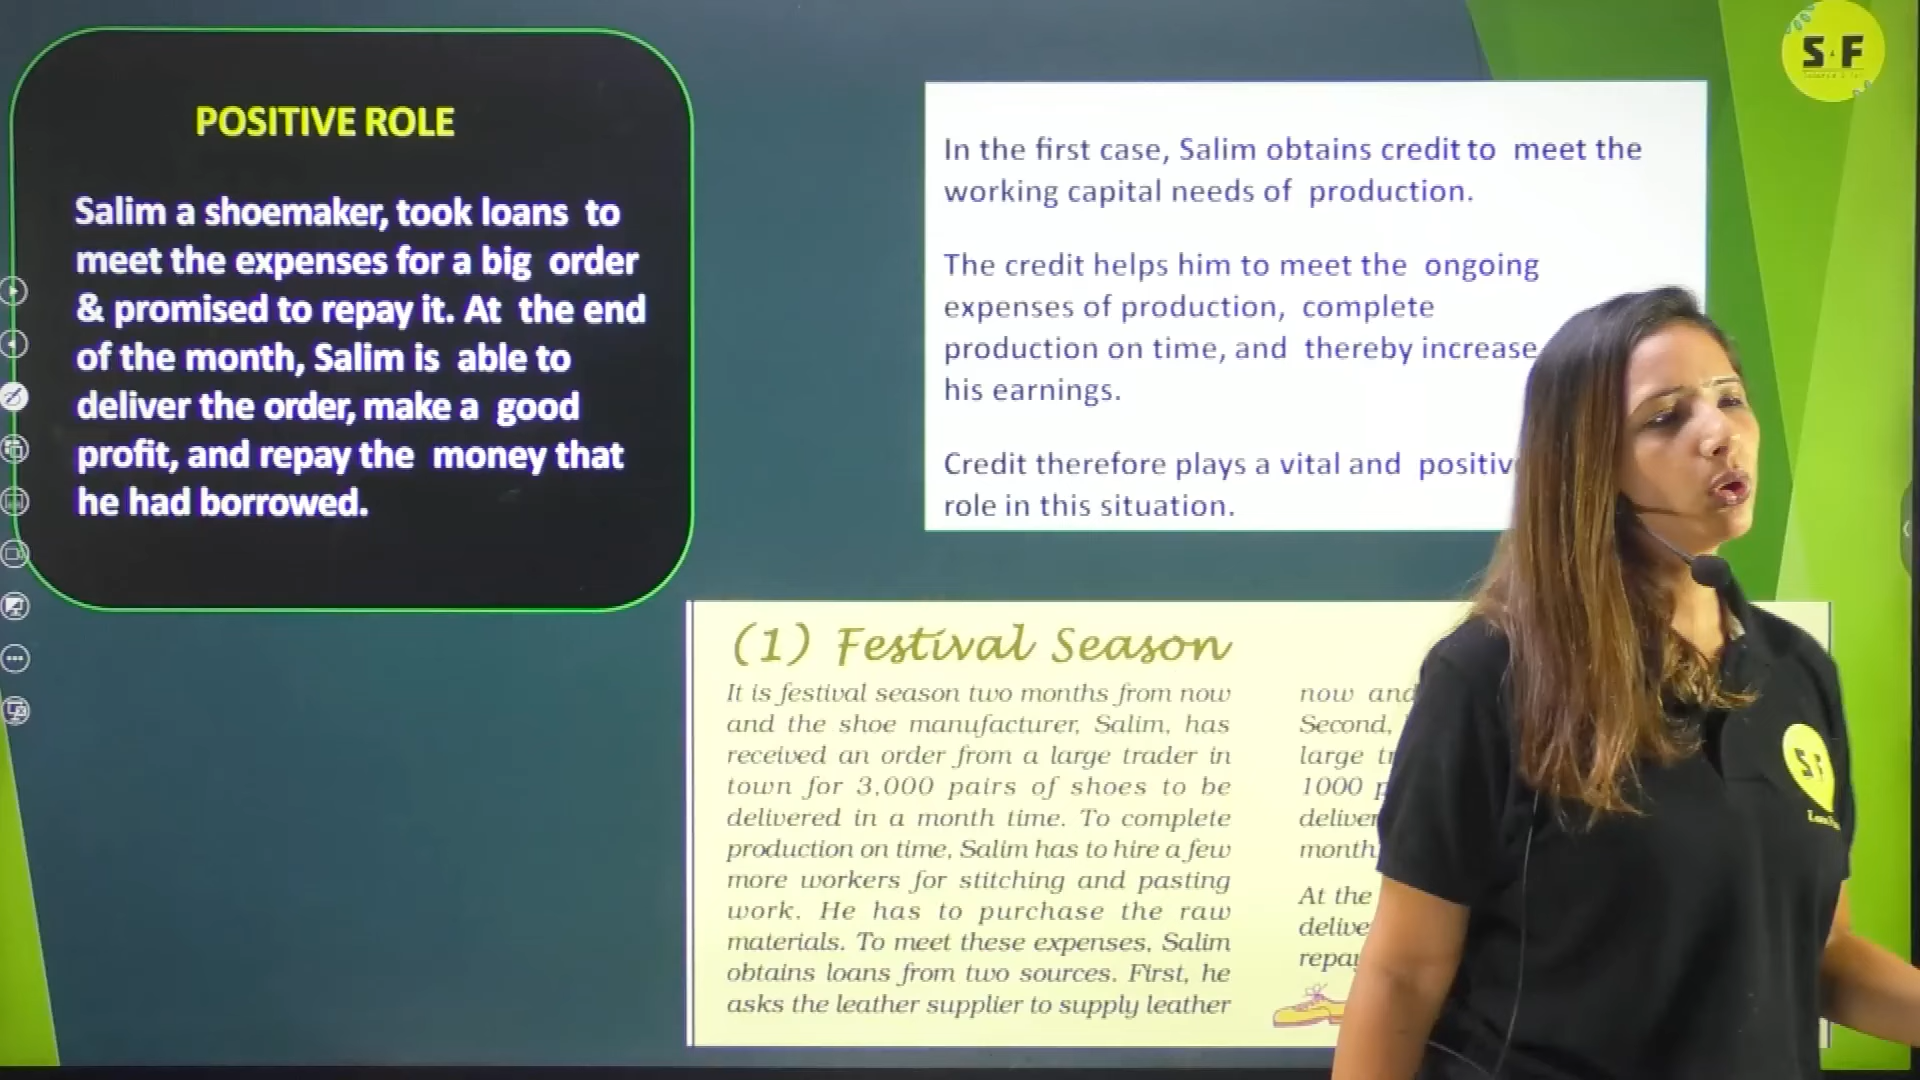 POSITIVE ROLE
Salim a shoemaker, took loans to
meet the expenses for a big order
& promised to repay it. At the end
of the month, Salim is able to
deliver the order, make a good
profit, and repay the money that
he had borrowed.
In the first case, Salim obtains credit to meet the
working capital needs of production.
The credit helps him to meet the ongoing
expenses of production, complete
production on time, and thereby increase
his earnings.
Credit therefore plays a vital and positiv
role in this situation.
(1) Festival Season
It is festival season two months from now
and the shoe manufacturer, Salim, has
received an order from a large trader in
town for 3,000 pairs of shoes to be
delivered in a month time. To complete
production on time, Salim has to hire a few
more workers for stitching and pasting
work. He has to purchase the raw
materials. To meet these expenses, Salim
obtains loans from two sources. First, he
asks the leather supplier to supply leather
now and
Second,
large
1000
month
At the
S F
S F